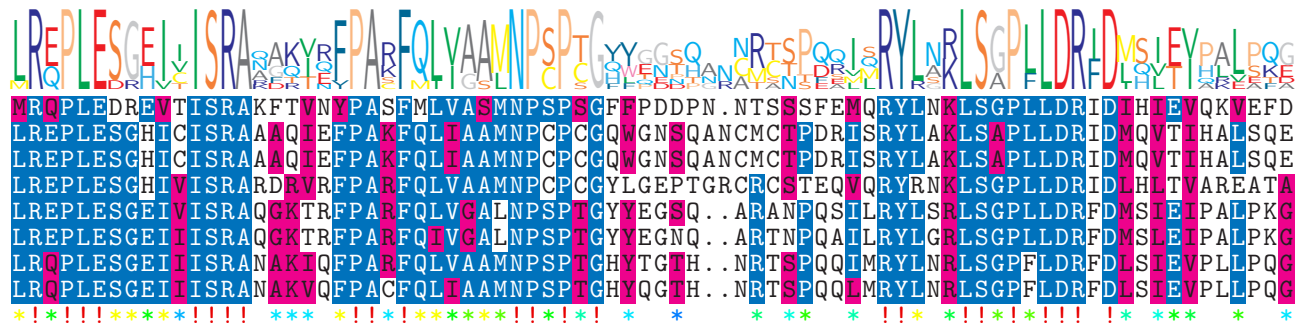 MRQPLEDREVTISRAKFTVNYPASFMLVASMNPSPSGFFPDDPN.NTSSSFEMQRYLNKLSGPLLDRIDIHIEVQKVEFD
LREPLESGHICISRAAAQIEFPAKFQLIAAMNPCPCGQWGNSQANCMCTPDRISRYLAKLSAPLLDRIDMQVTIHALSQE
LREPLESGHICISRAAAQIEFPAKFQLIAAMNPCPCGQWGNSQANCMCTPDRISRYLAKLSAPLLDRIDMQVTIHALSQE
LREPLESGHIVISRARDRVRFPARFQLVAAMNPCPCGYLGEPTGRCRCSTEQVQRYRNKLSGPLLDRIDLHLTVAREATA
LREPLESGEIVISRAQGKTRFPARFQLVGALNPSPTGYYEGSQ..ARANPQSILRYLSRLSGPLLDRFDMSIEIPALPKG
LREPLESGEIIISRAQGKTRFPARFQIVGALNPSPTGYYEGNQ..ARTNPQAILRYLGRLSGPLLDRFDMSLEIPALPKG
LRQPLESGEIIISRANAKIQFPARFQLVAAMNPSPTGHYTGTH..NRTSPQQIMRYLNRLSGPFLDRFDLSIEVPLLPQG
LRQPLESGEIIISRANAKVQFPACFQLIAAMNPSPTGHYQGTH..NRTSPQQLMRYLNRLSGPFLDRFDLSIEVPLLPQG